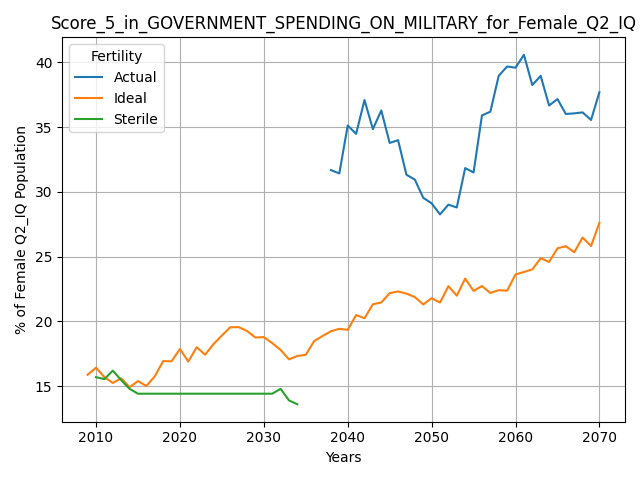 Score_5_in_GOVERNMENT_SPENDING_ON_MILITARY_for_Female_Q2_IQ
Fertility
Actual
Ideal
Sterile
% of Female Q2_IQ Population
40
35
30
25
20
15
2010 2020 2030 2040 2050 2060 2070
Years